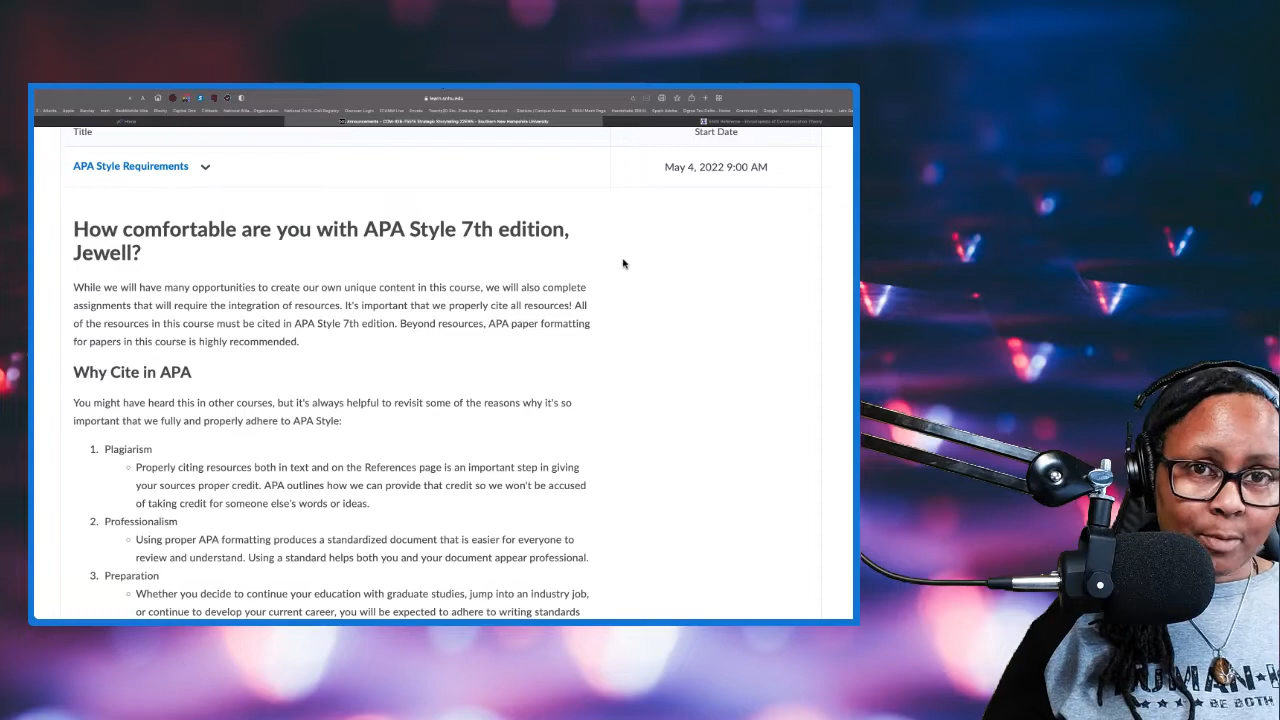 learn.snhu.edu
Title
Start Date
APA Style Requirements
May 4, 2022 9:00 AM
How comfortable are you with APA Style 7th edition,
Jewell?
While we will have many opportunities to create our own unique content in this course, we will also complete
assignments that will require the integration of resources. It's important that we properly cite all resources! All
of the resources in this course must be cited in APA Style 7th edition. Beyond resources, APA paper formatting
for papers in this course is highly recommended.
Why Cite in APA
You might have heard this in other courses, but it's always helpful to revisit some of the reasons why it's so
important that we fully and properly adhere to APA Style:
1. Plagiarism
Properly citing resources both in text and on the References page is an important step in giving
your sources proper credit. APA outlines how we can provide that credit so we won't be accused
of taking credit for someone else's words or ideas.
2. Professionalism
Using proper APA formatting produces a standardized document that is easier for everyone to
review and understand. Using a standard helps both you and your document appear professional.
3. Preparation
Whether you decide to continue your education with graduate studies, jump into an industry job,
or continue to develop your current career, you will be expected to adhere to writing standards
BE BOTH